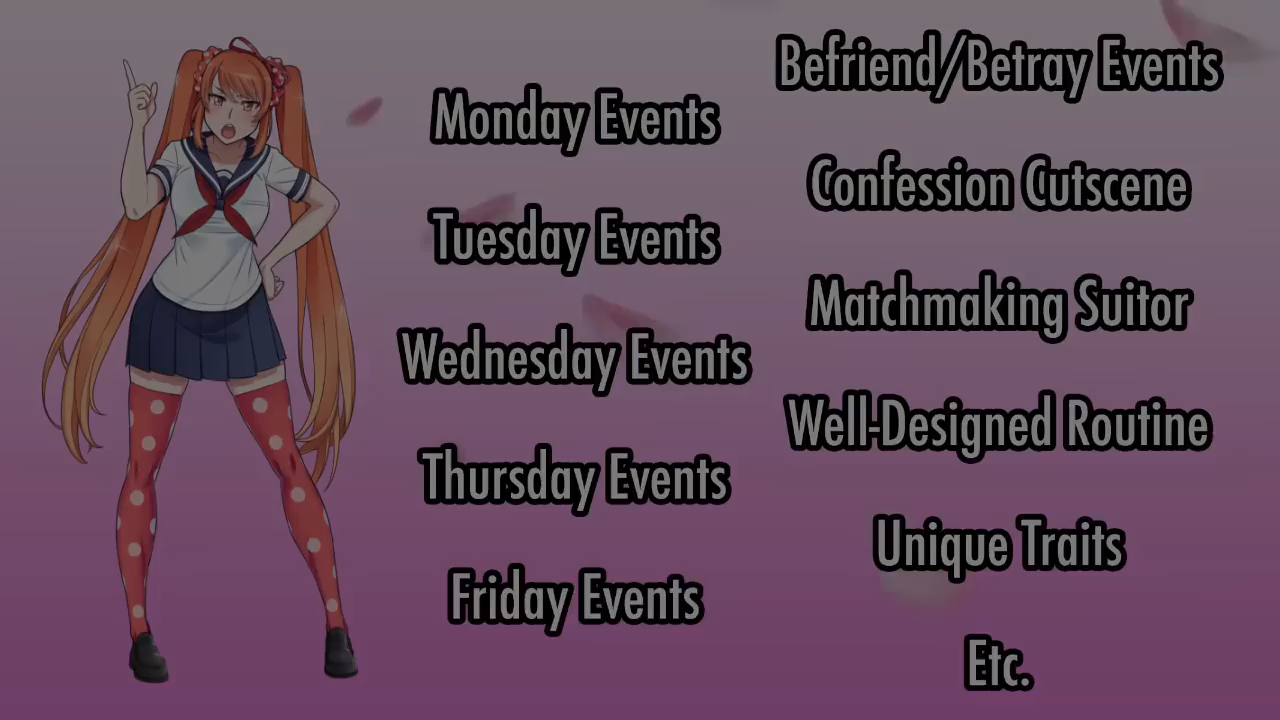 Monday Events
Tuesday Events
Wednesday Events
Thursday Events
Friday Events
Befriend/Betray Events
Confession Cutscene
Matchmaking Suitor
Well-Designed Routine
Unique Traits
Etc.